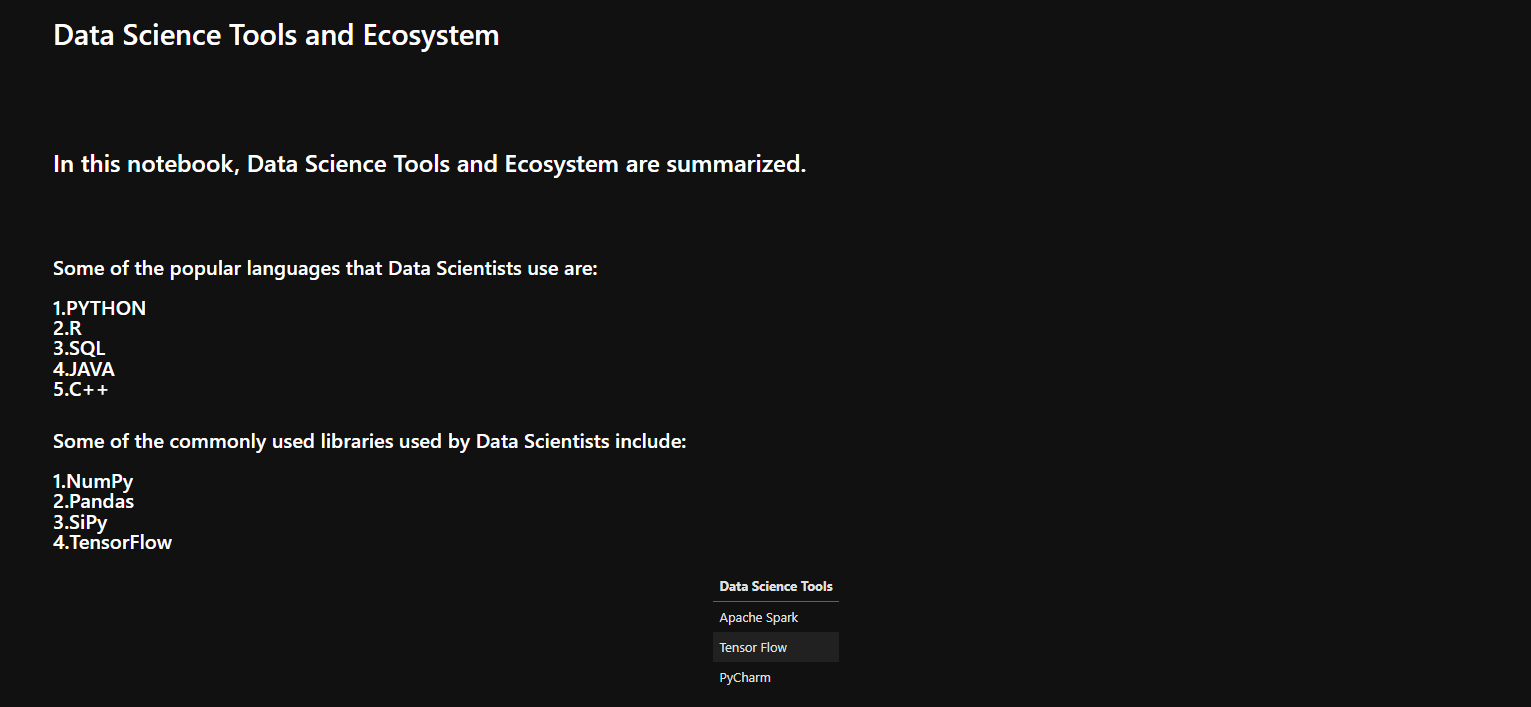 Data Science Tools and Ecosystem
In this notebook, Data Science Tools and Ecosystem are summarized.
Some of the popular languages that Data Scientists use are:
1.PYTHON
2.R
3.SQL
4.JAVA
5.C++
Some of the commonly used libraries used by Data Scientists include:
1.NumPy
2.Pandas
3.SiPy
4.TensorFlow
Data Science Tools
Apache Spark
Tensor Flow
PyCharm